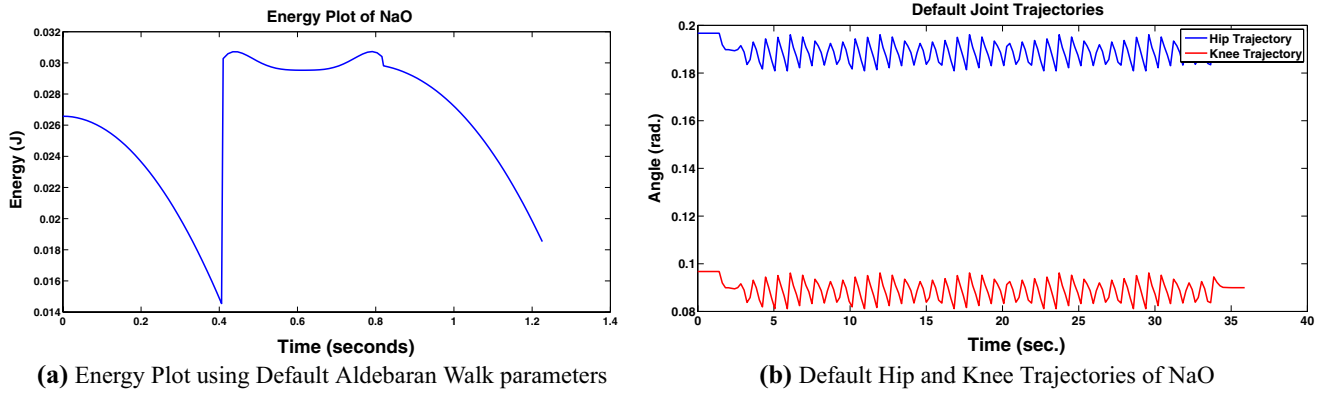 Energy Plot of NaO
0.032
0.03
0.028
0.026
0.024
0.022
0.02
0.018
0.016
0.014
Energy (J)
0 0.2 0.4 0.6 0.8 1 1.2 1.4
Time (seconds)
(a) Energy Plot using Default Aldebaran Walk parameters
Default Joint Trajectories
0.2
0.18
0.16
0.14
0.12
0.1
0.08
Angle (rad.)
Hip Trajectory
Knee Trajectory
0 5 10 15 20 25 30 35 40
Time (sec.)
(b) Default Hip and Knee Trajectories of NaO